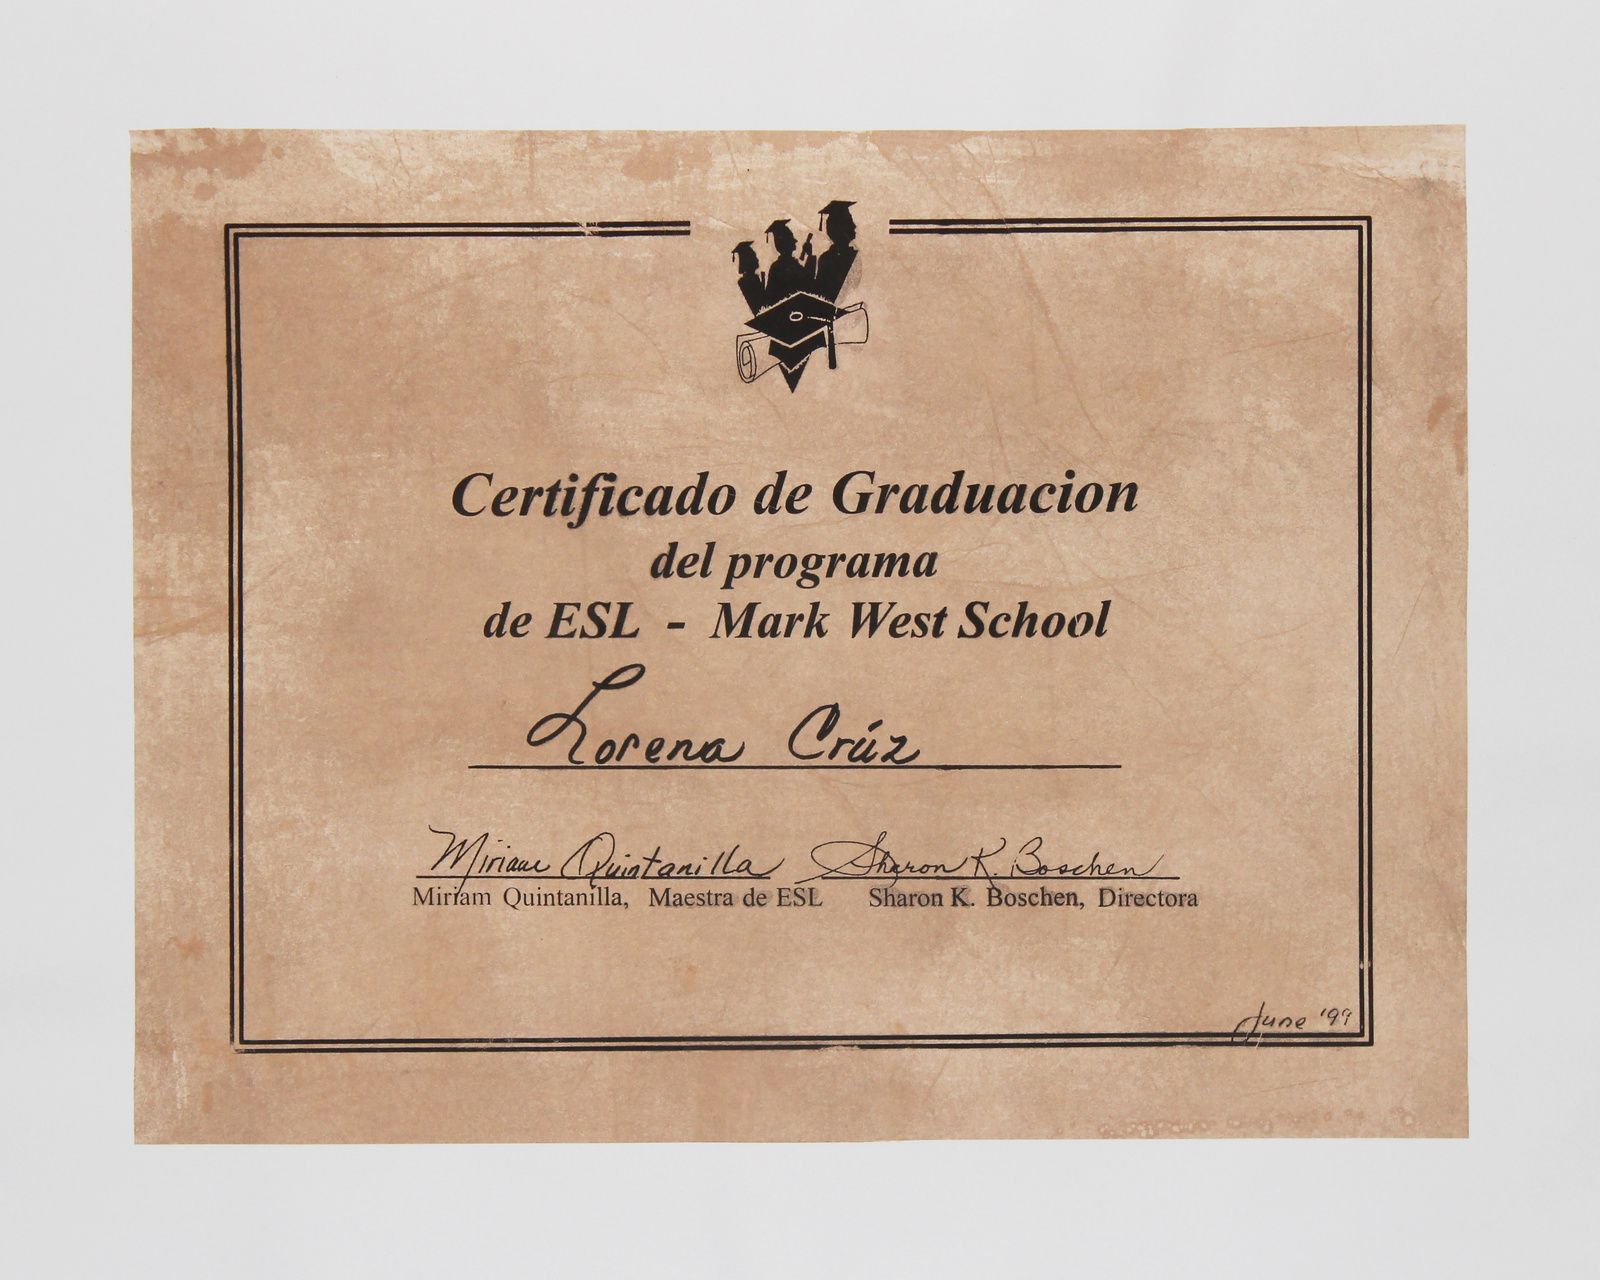 Certificado de Graduacion
del programa
de ESL - Mark West School
Lorena Crúz
Miriam Quintanilla Sharon K. Boschen
Miriam Quintanilla, Maestra de ESL Sharon K. Boschen, Directora
June '99